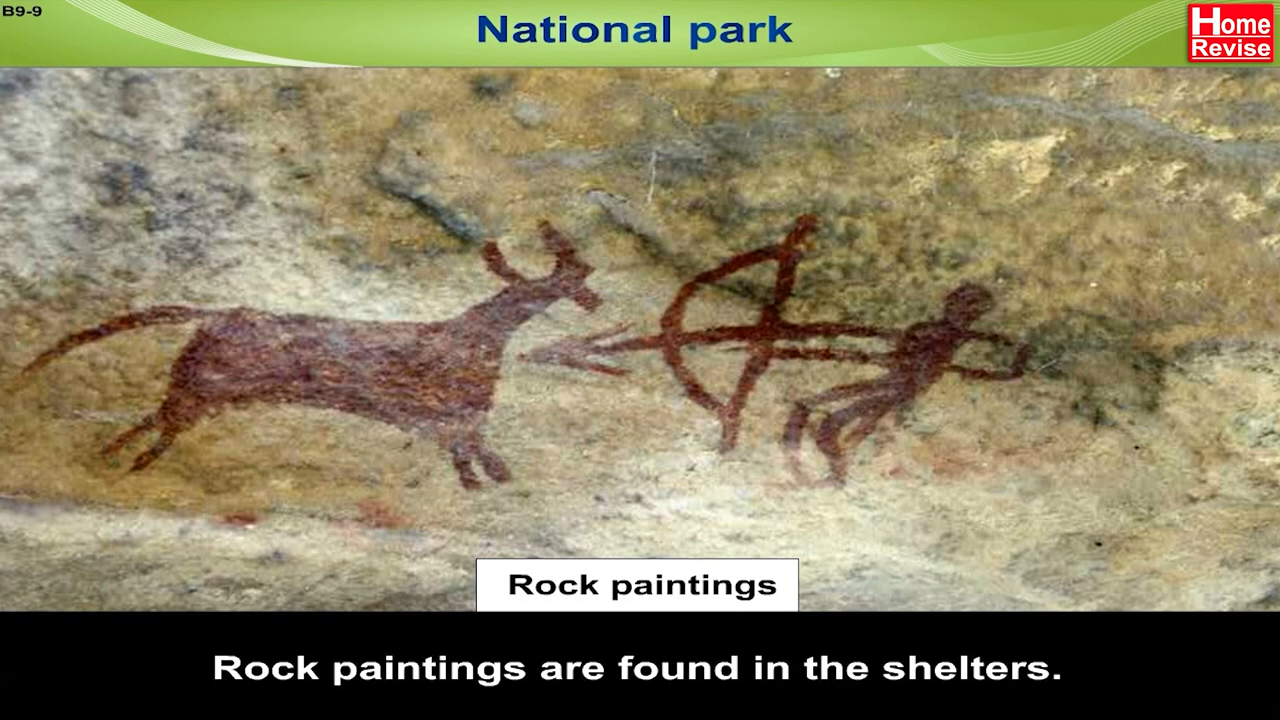 B9-9
National park
Home
Revise
Rock paintings
Rock paintings are found in the shelters.